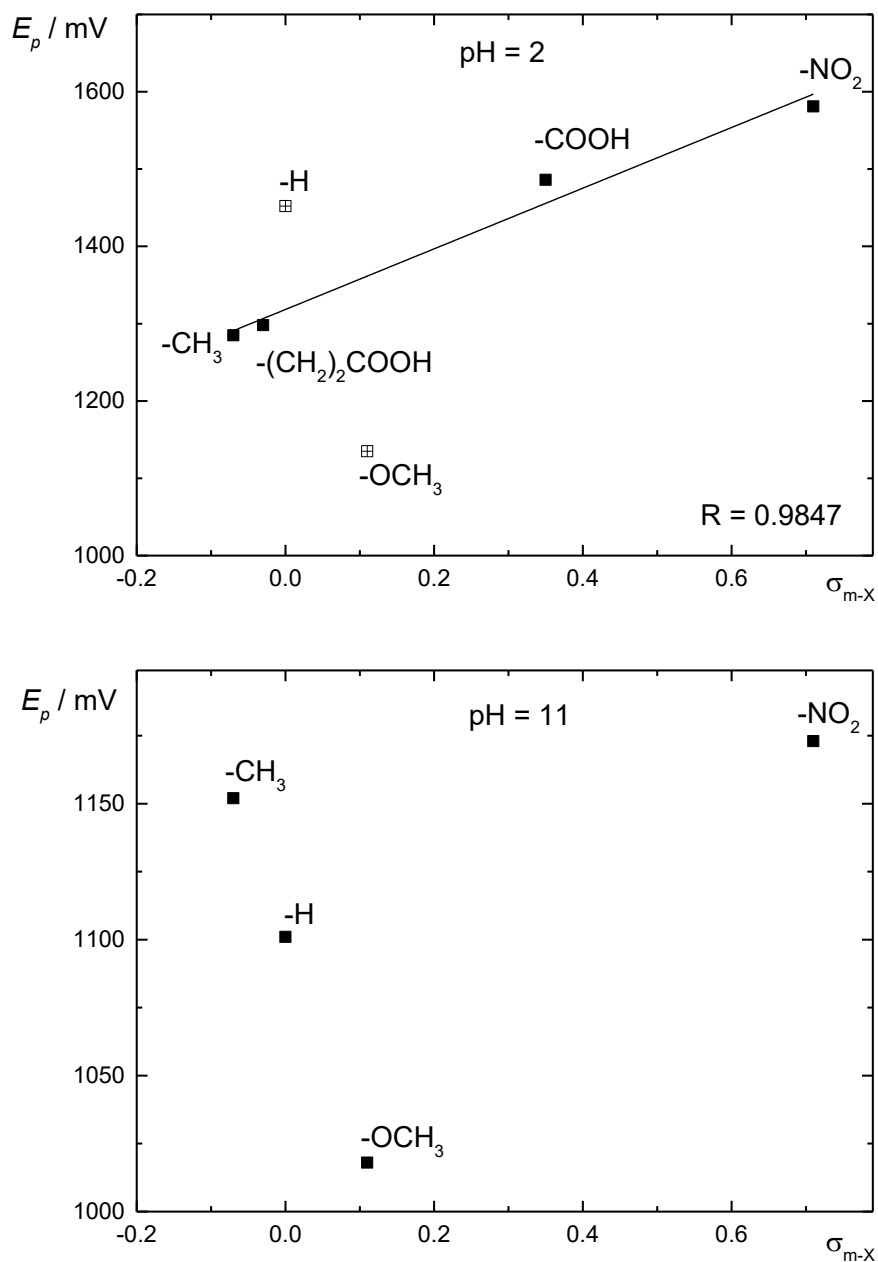 E_p / mV
pH = 2
-NO₂
1600
-COOH
-H
1400
-CH₃
-(CH₂)₂COOH
1200
-OCH₃
R = 0.9847
1000
-0.2 0.0 0.2 0.4 0.6
σ_m-X
E_p / mV
pH = 11
-NO₂
-CH₃
1150
-H
1100
1050
-OCH₃
1000
-0.2 0.0 0.2 0.4 0.6
σ_m-X